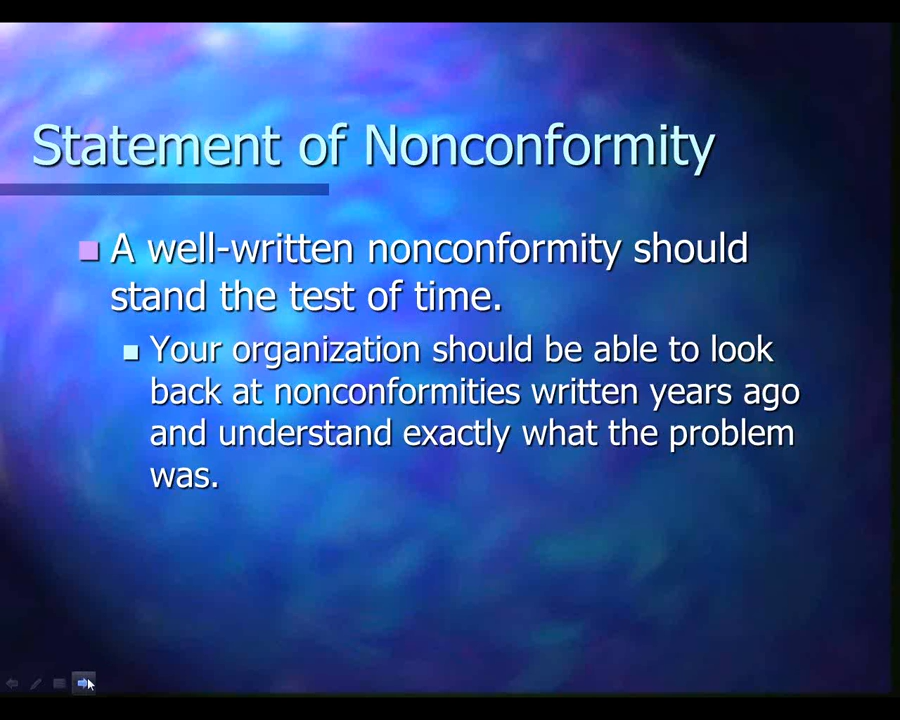 Statement of Nonconformity
A well-written nonconformity should
stand the test of time.
Your organization should be able to look
back at nonconformities written years ago
and understand exactly what the problem
was.